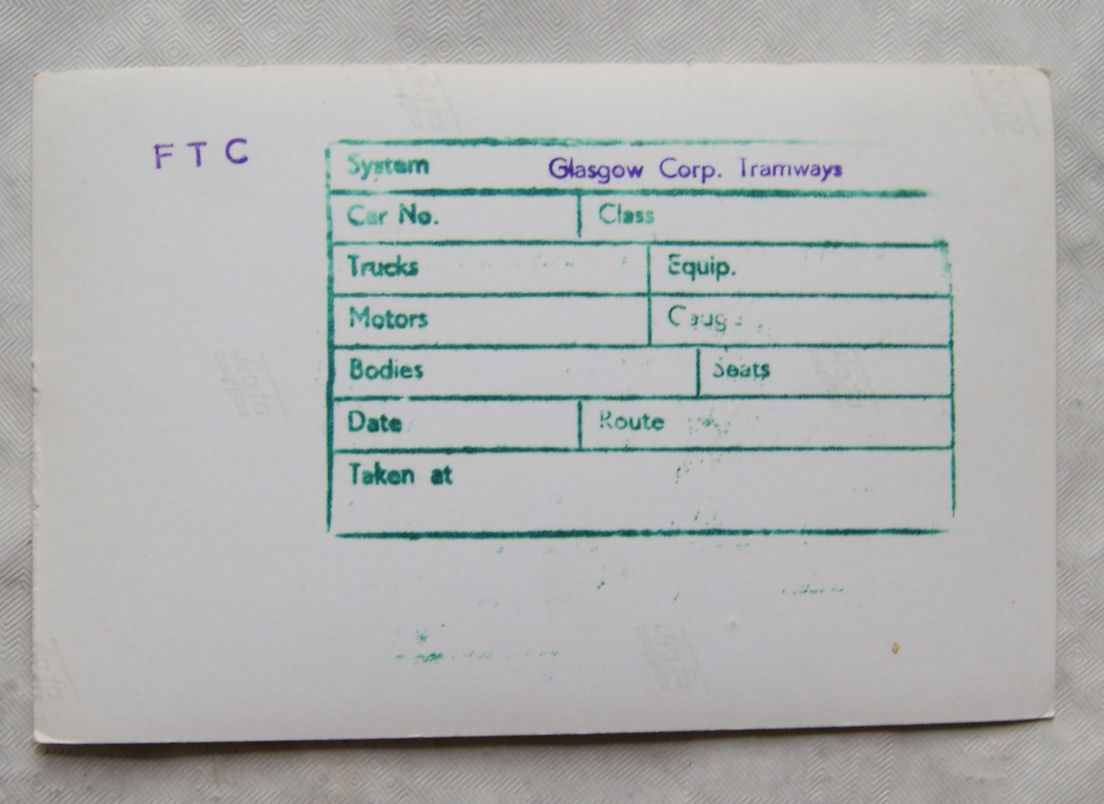 F T C
System Glasgow Corp. Tramways
Car No. Class
Trucks Equip.
Motors
Bodies Seats
Date Route
Taken at